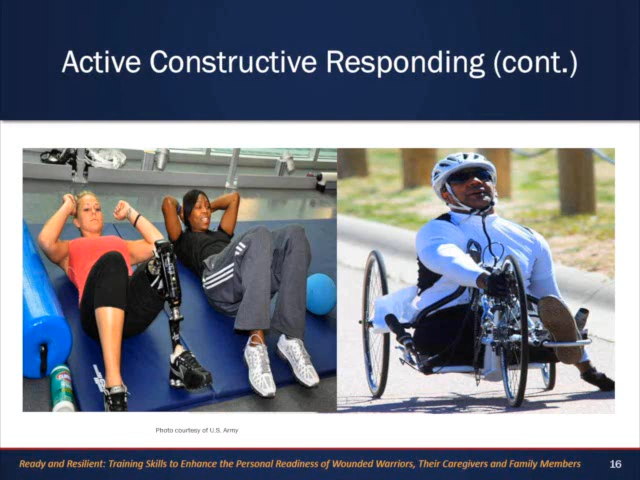 Active Constructive Responding (cont.)
Photo courtesy of U.S. Army
Ready and Resilient: Training Skills to Enhance the Personal Readiness of Wounded Warriors, Their Caregivers and Family Members 16